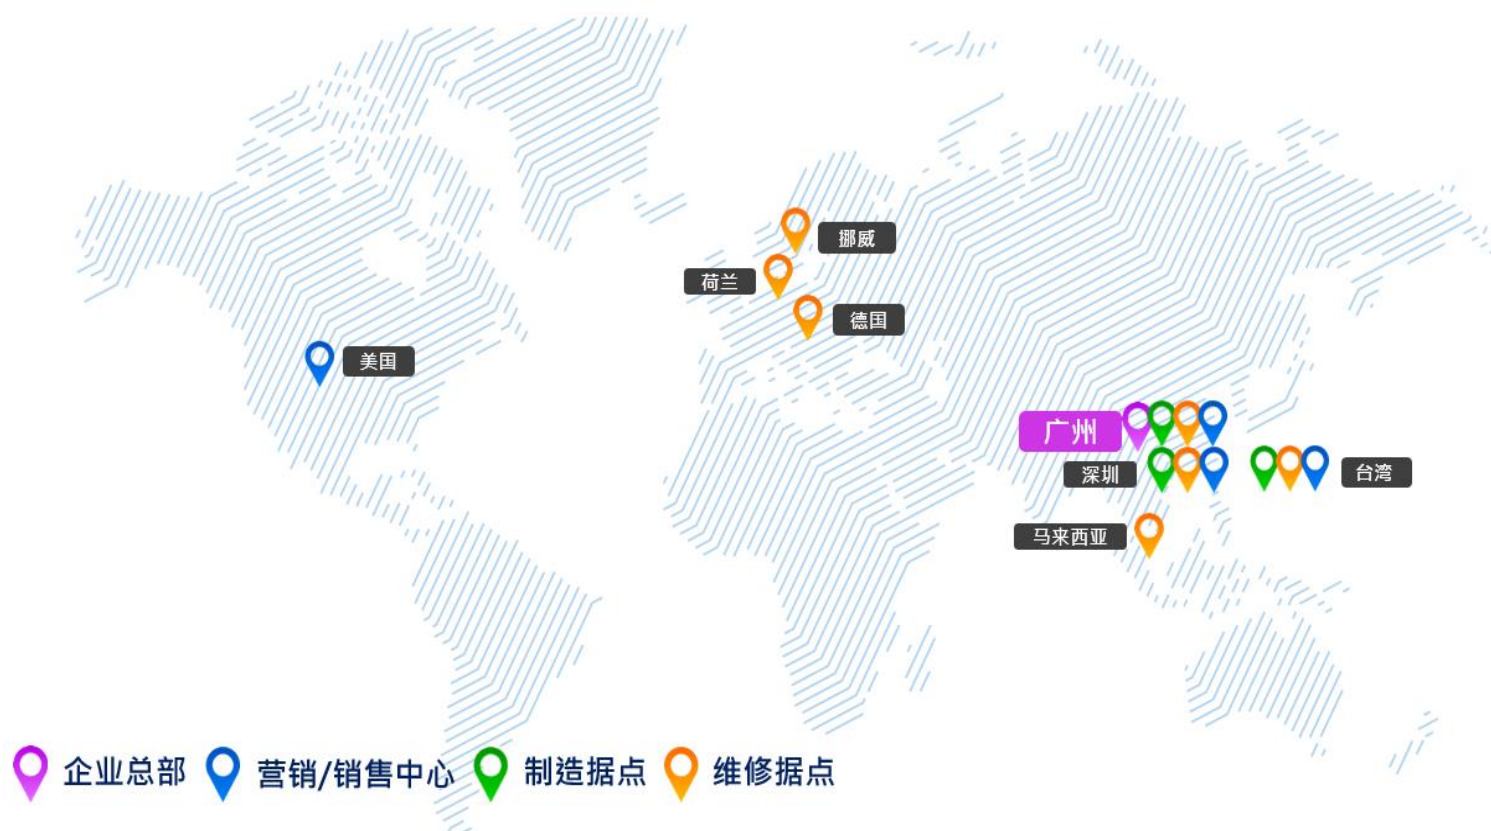 挪威
荷兰
德国
美国
广州
深圳
台湾
马来西亚
企业总部
营销/销售中心
制造据点
维修据点